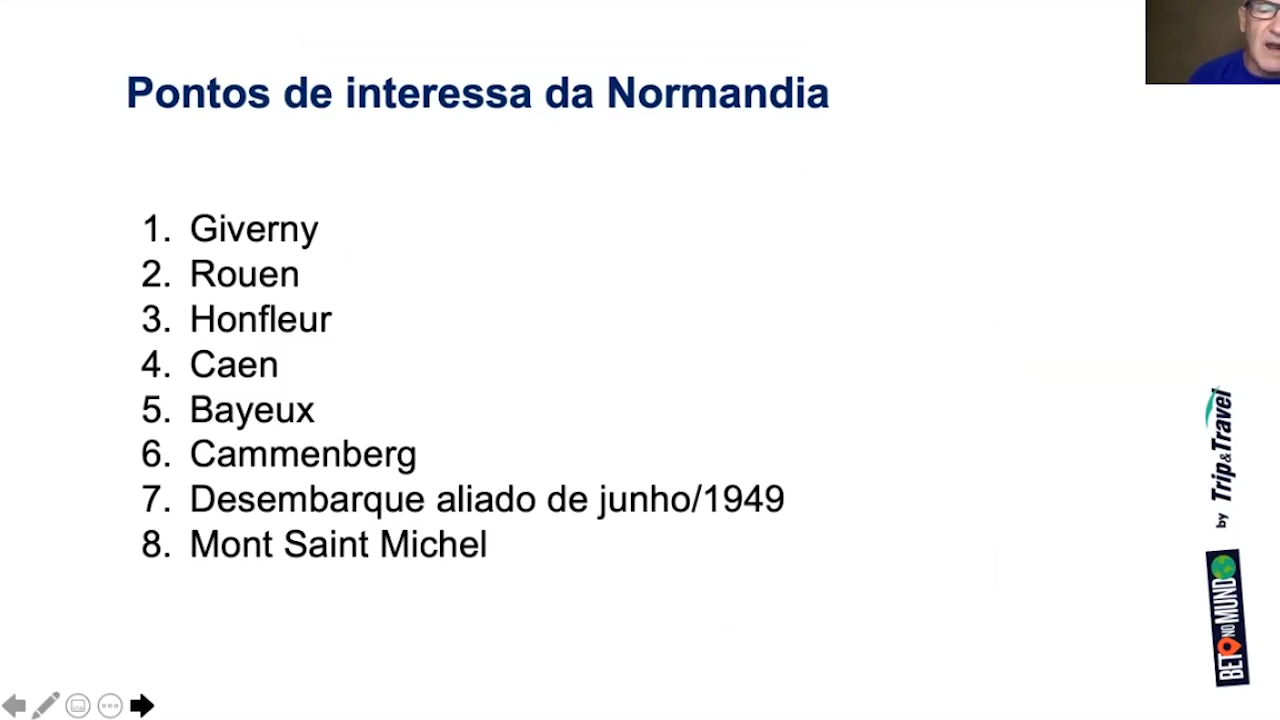 Pontos de interessa da Normandia
1. Giverny
2. Rouen
3. Honfleur
4. Caen
5. Bayeux
6. Cammenberg
7. Desembarque aliado de junho/1949
8. Mont Saint Michel
by Trip&Travel
BETO NO MUNDO